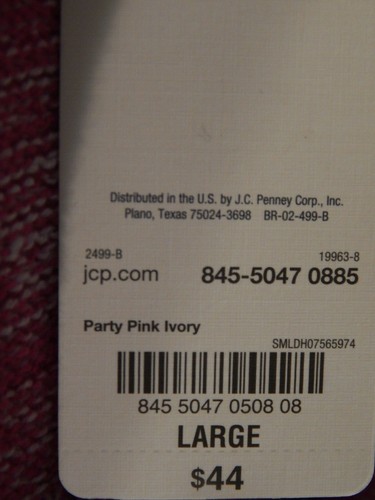 Distributed in the U.S. by J.C. Penney Corp., Inc.
Plano, Texas 75024-3698 BR-02-499-B
2499-B 19963-8
jcp.com 845-5047 0885
Party Pink Ivory
SMLDH07565974
845 5047 0508 08
LARGE
$44